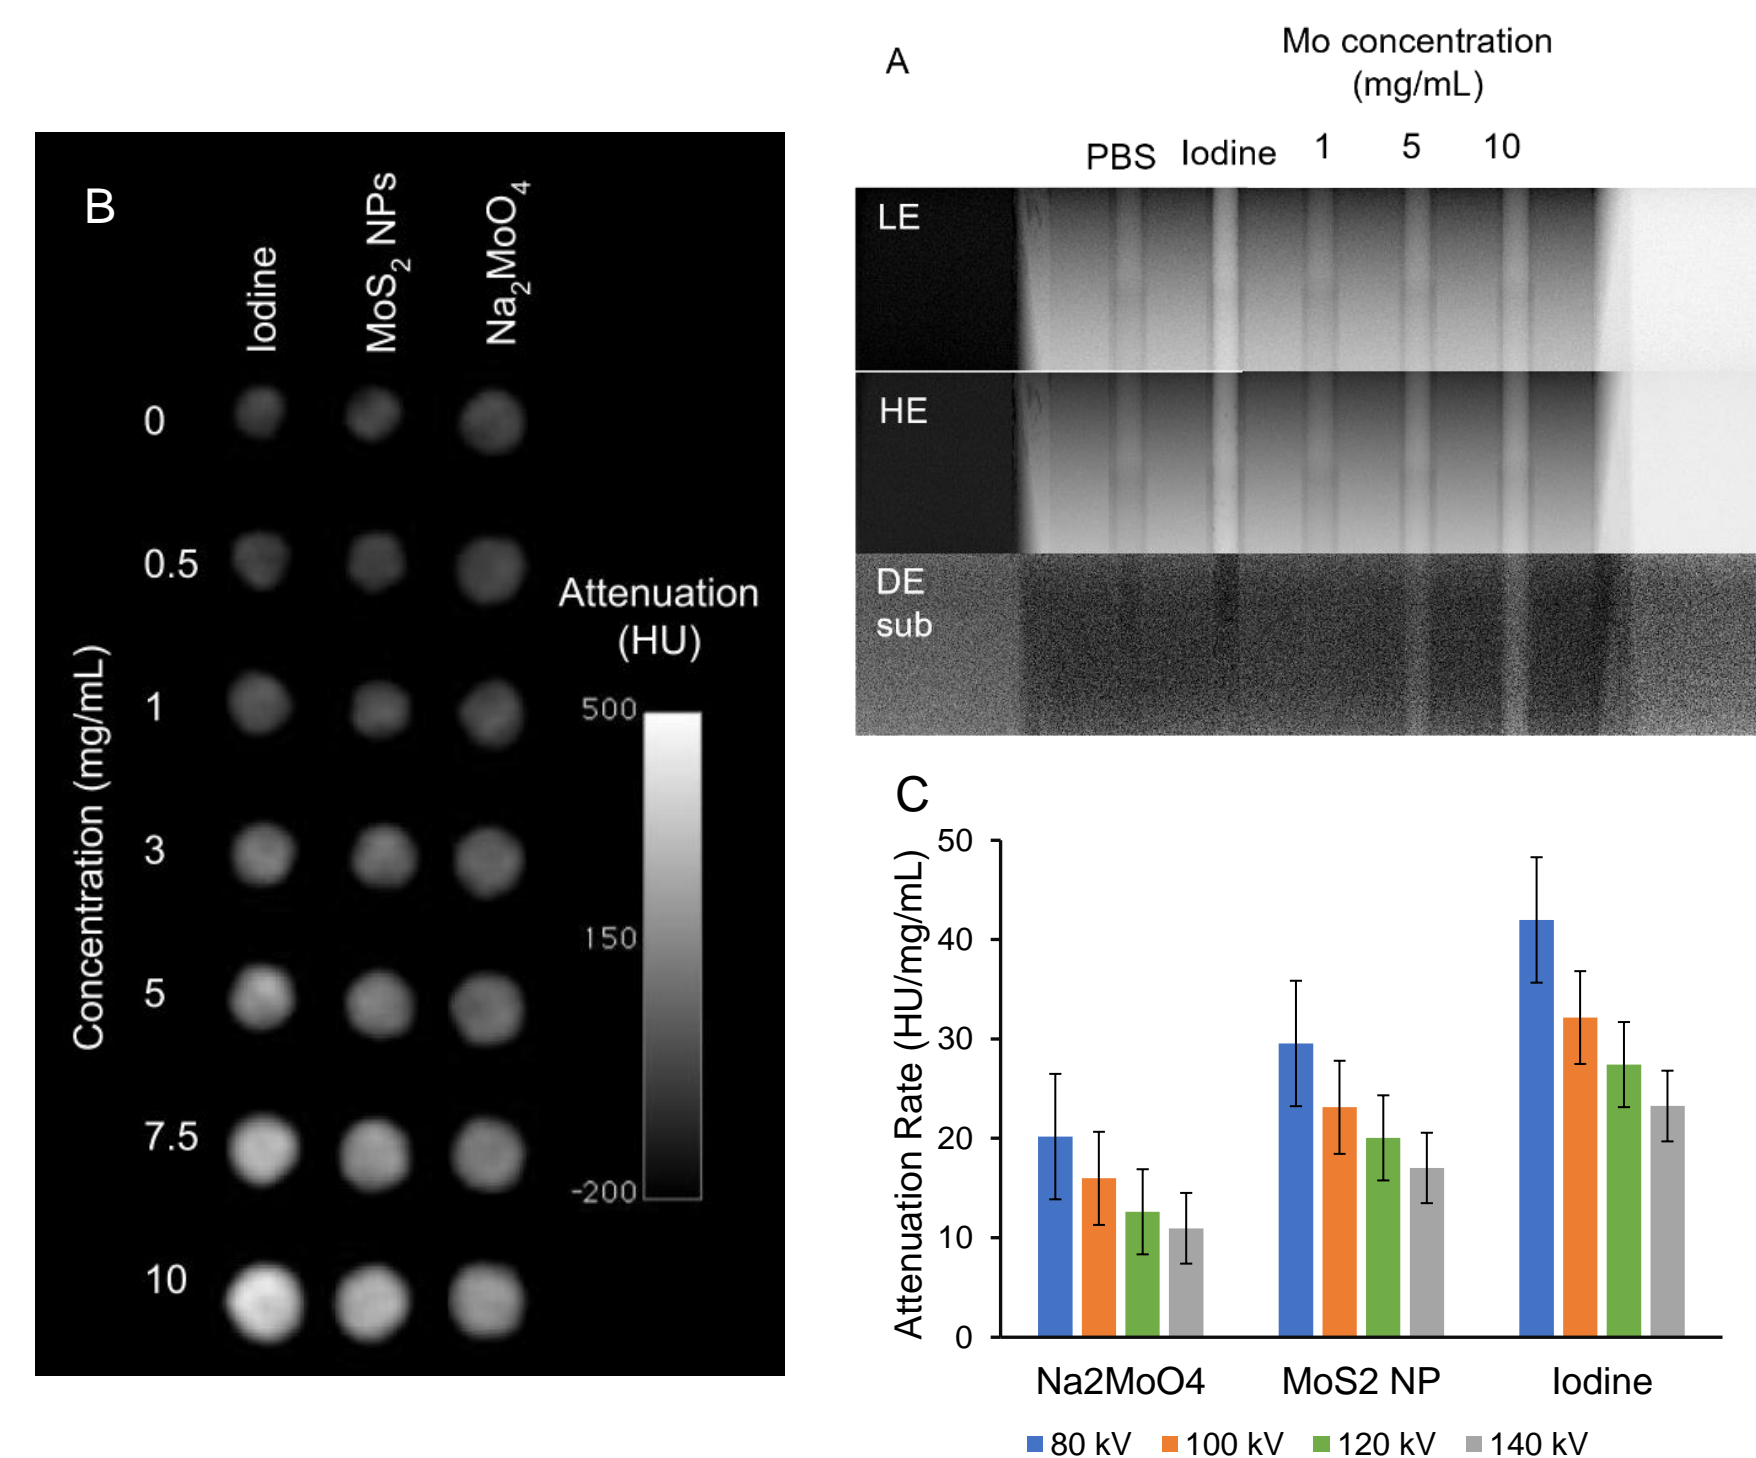 B
Iodine
MoS2 NPs
Na2MoO4
Concentration (mg/mL)
0
0.5
1
3
5
7.5
10
Attenuation
(HU)
500
150
-200
A
Mo concentration
(mg/mL)
PBS Iodine 1 5 10
LE
HE
DE
sub
C
Attenuation Rate (HU/mg/mL)
50
40
30
20
10
0
Na2MoO4 MoS2 NP Iodine
80 kV 100 kV 120 kV 140 kV